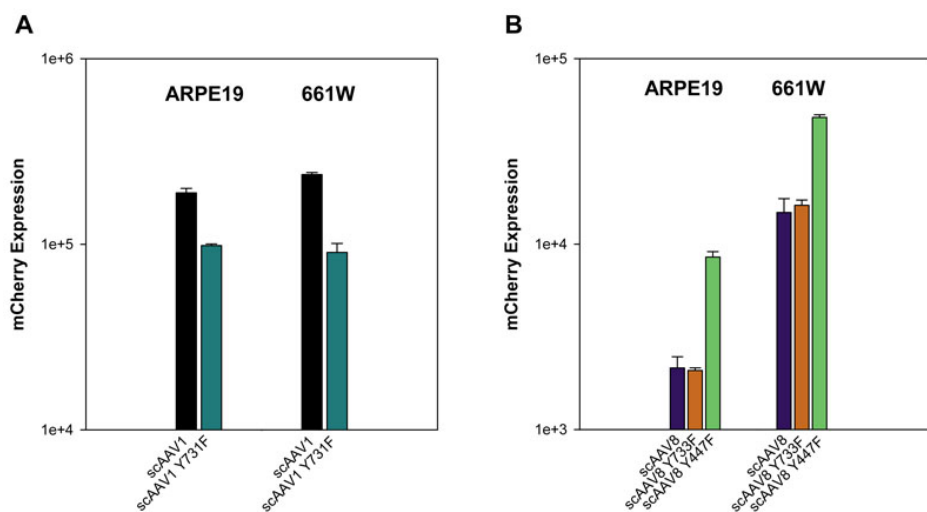 A
1e+6
ARPE19 661W
1e+5
1e+4
mCherry Expression
scAAV1
scAAV1 Y731F
scAAV1
scAAV1 Y731F
B
1e+5
ARPE19 661W
1e+4
1e+3
mCherry Expression
scAAV8
scAAV8 Y733F
scAAV8 Y447F
scAAV8
scAAV8 Y733F
scAAV8 Y447F